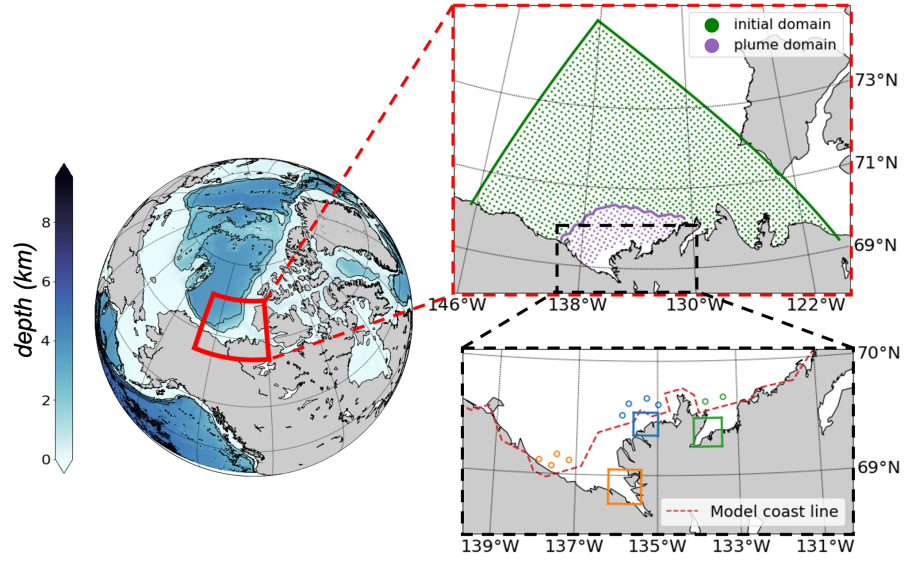 initial domain
plume domain
73°N
71°N
69°N
146°W
138°W
130°W
122°W
depth (km)
8
6
4
2
0
70°N
69°N
Model coast line
139°W
137°W
135°W
133°W
131°W